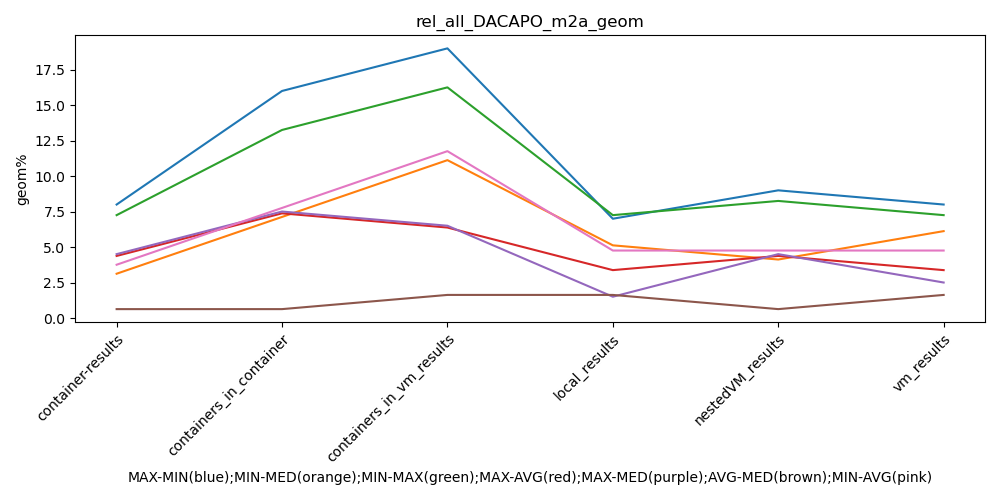 rel_all_DACAPO_m2a_geom
geom%
17.5
15.0
12.5
10.0
7.5
5.0
2.5
0.0
container-results
containers_in_container
containers_in_vm_results
local_results
nestedVM_results
vm_results
MAX-MIN(blue);MIN-MED(orange);MIN-MAX(green);MAX-AVG(red);MAX-MED(purple);AVG-MED(brown);MIN-AVG(pink)